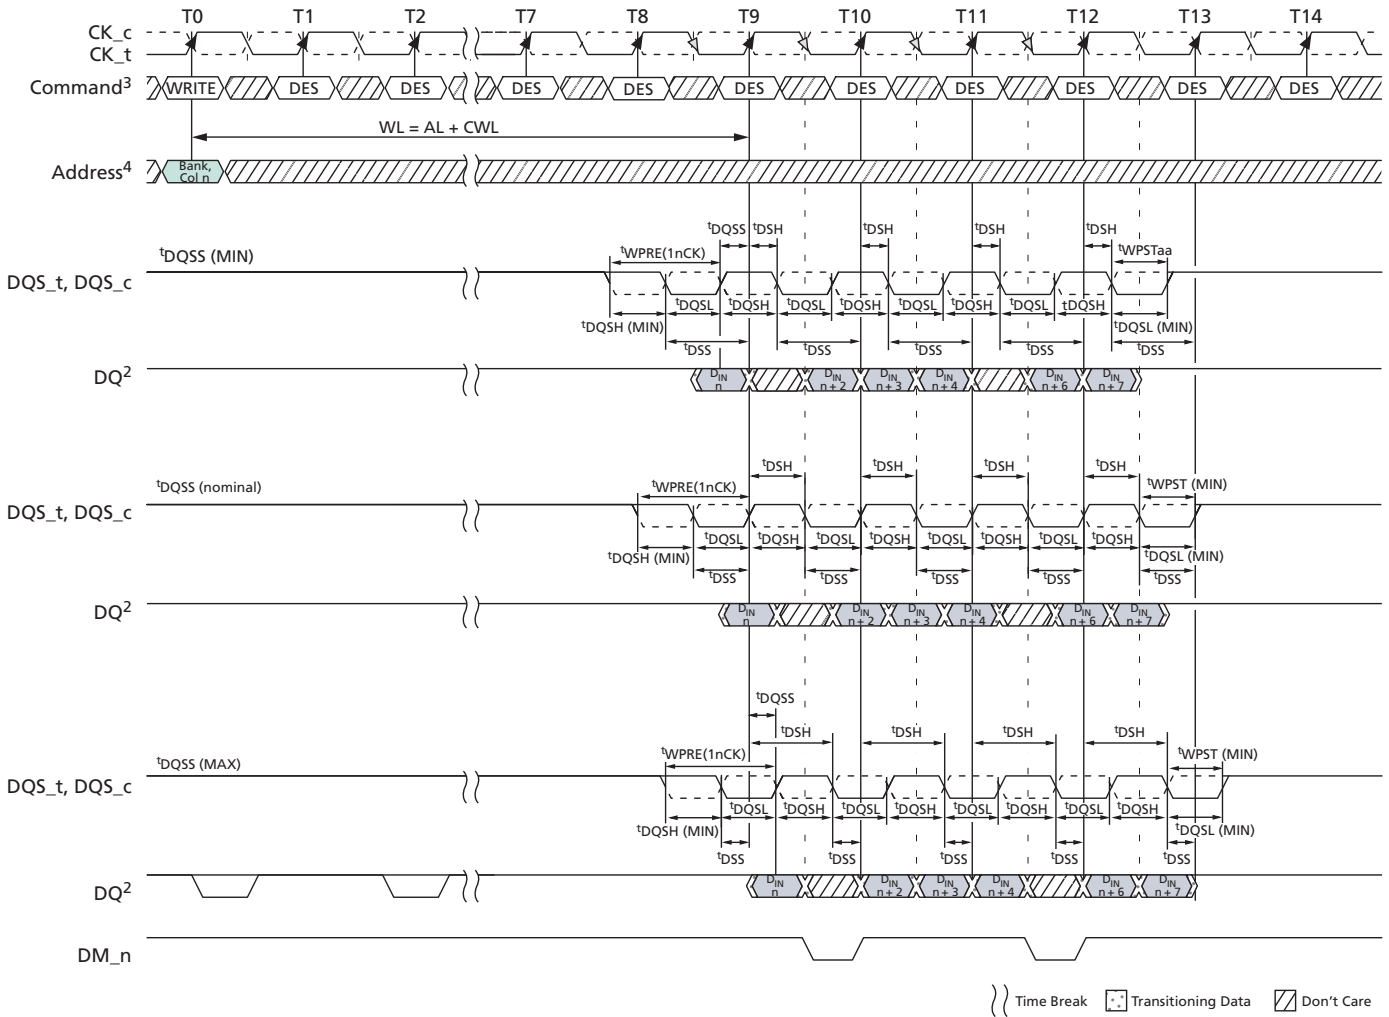 T0 T1 T2 T7 T8 T9 T10 T11 T12 T13 T14
CK_c
CK_t
Command3 WRITE DES DES DES DES DES DES DES DES DES DES
WL = AL + CWL
Address4 Bank, Col n
tDQSS tDSH tDSH tDSH tDSH
tDQSS (MIN) tWPRE(1nCK) tWPSTaa
DQS_t, DQS_c
tDQSL tDQSH tDQSL tDQSH tDQSL tDQSH tDQSL tDQSH
tDQSH (MIN) tDQSL (MIN)
tDSS tDSS tDSS tDSS tDSS
DQ2 DIN n DIN n + 2 DIN n + 3 DIN n + 4 DIN n + 6 DIN n + 7
tDSH tDSH tDSH tDSH
tDQSS (nominal) tWPRE(1nCK) tWPST (MIN)
DQS_t, DQS_c
tDQSL tDQSH tDQSL tDQSH tDQSL tDQSH tDQSL tDQSH
tDQSH (MIN) tDQSL (MIN)
tDSS tDSS tDSS tDSS tDSS
DQ2 DIN n DIN n + 2 DIN n + 3 DIN n + 4 DIN n + 6 DIN n + 7
tDQSS
tDSH tDSH tDSH tDSH
tDQSS (MAX) tWPRE(1nCK) tWPST (MIN)
DQS_t, DQS_c
tDQSL tDQSH tDQSL tDQSH tDQSL tDQSH tDQSL tDQSH
tDQSH (MIN) tDQSL (MIN)
tDSS tDSS tDSS tDSS tDSS
DQ2 DIN n DIN n + 2 DIN n + 3 DIN n + 4 DIN n + 6 DIN n + 7
DM_n
Time Break Transitioning Data Don't Care